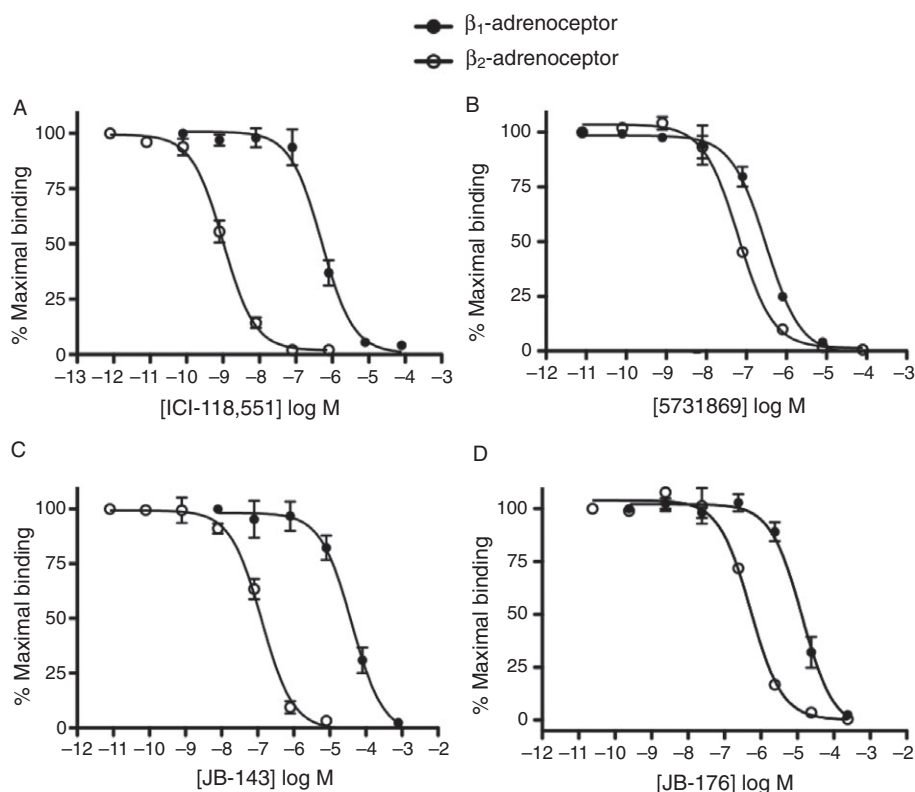 β₁-adrenoceptor
β₂-adrenoceptor
A
% Maximal binding
100
75
50
25
0
−13 −12 −11 −10 −9 −8 −7 −6 −5 −4 −3
[ICI-118,551] log M
B
% Maximal binding
100
75
50
25
0
−12 −11 −10 −9 −8 −7 −6 −5 −4 −3
[5731869] log M
C
% Maximal binding
100
75
50
25
0
−12 −11 −10 −9 −8 −7 −6 −5 −4 −3 −2
[JB-143] log M
D
% Maximal binding
100
75
50
25
0
−12 −11 −10 −9 −8 −7 −6 −5 −4 −3 −2
[JB-176] log M